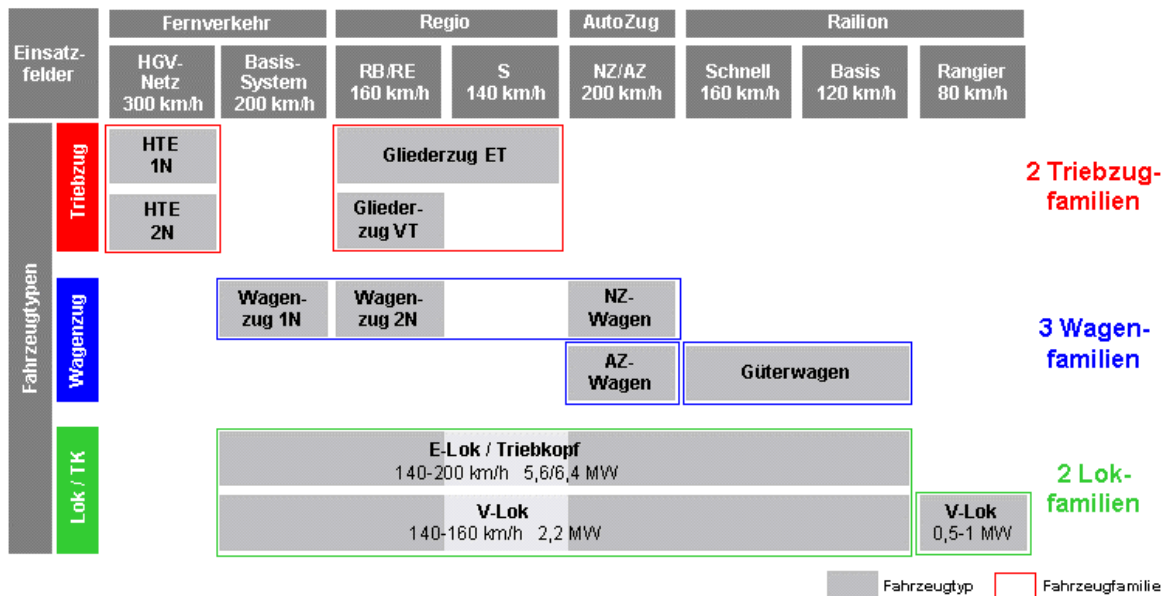 Einsatz-
felder
Fernverkehr
Regio
AutoZug
Railion
HGV-
Netz
300 km/h
Basis-
System
200 km/h
RB/RE
160 km/h
S
140 km/h
NZ/AZ
200 km/h
Schnell
160 km/h
Basis
120 km/h
Rangier
80 km/h
Fahrzeugtypen
Triebzug
HTE
1N
Gliederzug ET
HTE
2N
Glieder-
zug VT
2 Triebzug-
familien
Wagenzug
Wagen-
zug 1N
Wagen-
zug 2N
NZ-
Wagen
AZ-
Wagen
Güterwagen
3 Wagen-
familien
Lok / TK
E-Lok / Triebkopf
140-200 km/h 5,6/6,4 MW
V-Lok
140-160 km/h 2,2 MW
V-Lok
0,5-1 MW
2 Lok-
familien
Fahrzeugtyp
Fahrzeugfamilie